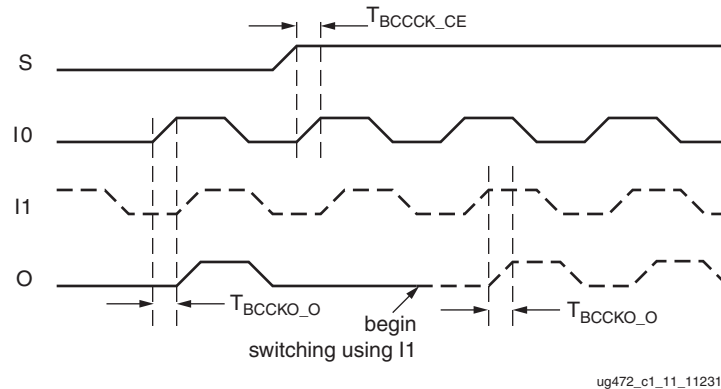 TBCCCK_CE
S
I0
I1
O
TBCCKO_O
begin
switching using I1
TBCCKO_O
ug472_c1_11_11231